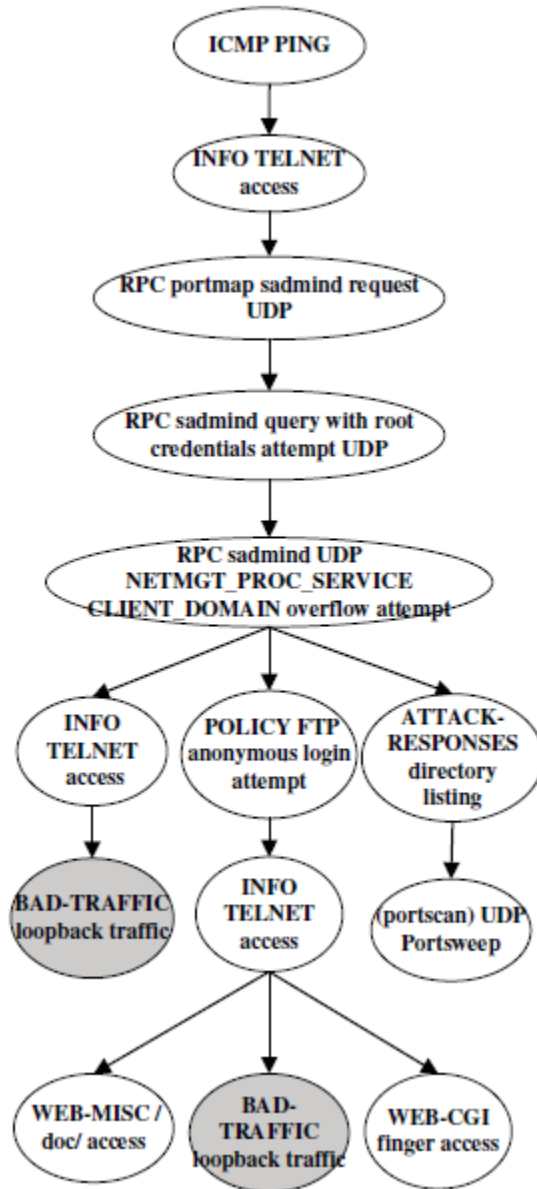 ICMP PING
INFO TELNET
access
RPC portmap sadmind request
UDP
RPC sadmind query with root
credentials attempt UDP
RPC sadmind UDP
NETMGT_PROC_SERVICE
CLIENT_DOMAIN overflow attempt
INFO
TELNET
access
POLICY FTP
anonymous login
attempt
ATTACK-
RESPONSES
directory
listing
BAD-TRAFFIC
loopback traffic
INFO
TELNET
access
(portscan) UDP
Portsweep
WEB-MISC /
doc/ access
BAD-
TRAFFIC
loopback traffic
WEB-CGI
finger access